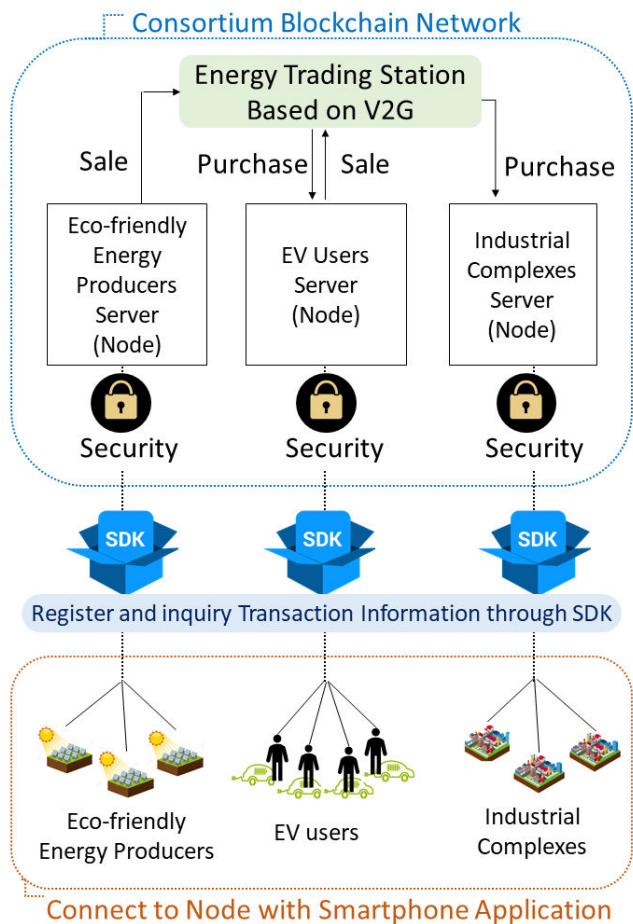 Consortium Blockchain Network
Energy Trading Station
Based on V2G
Sale
Purchase
Sale
Purchase
Eco-friendly
Energy
Producers
Server
(Node)
EV Users
Server
(Node)
Industrial
Complexes
Server
(Node)
Security
Security
Security
SDK
SDK
SDK
Register and inquiry Transaction Information through SDK
Eco-friendly
Energy Producers
EV users
Industrial
Complexes
Connect to Node with Smartphone Application